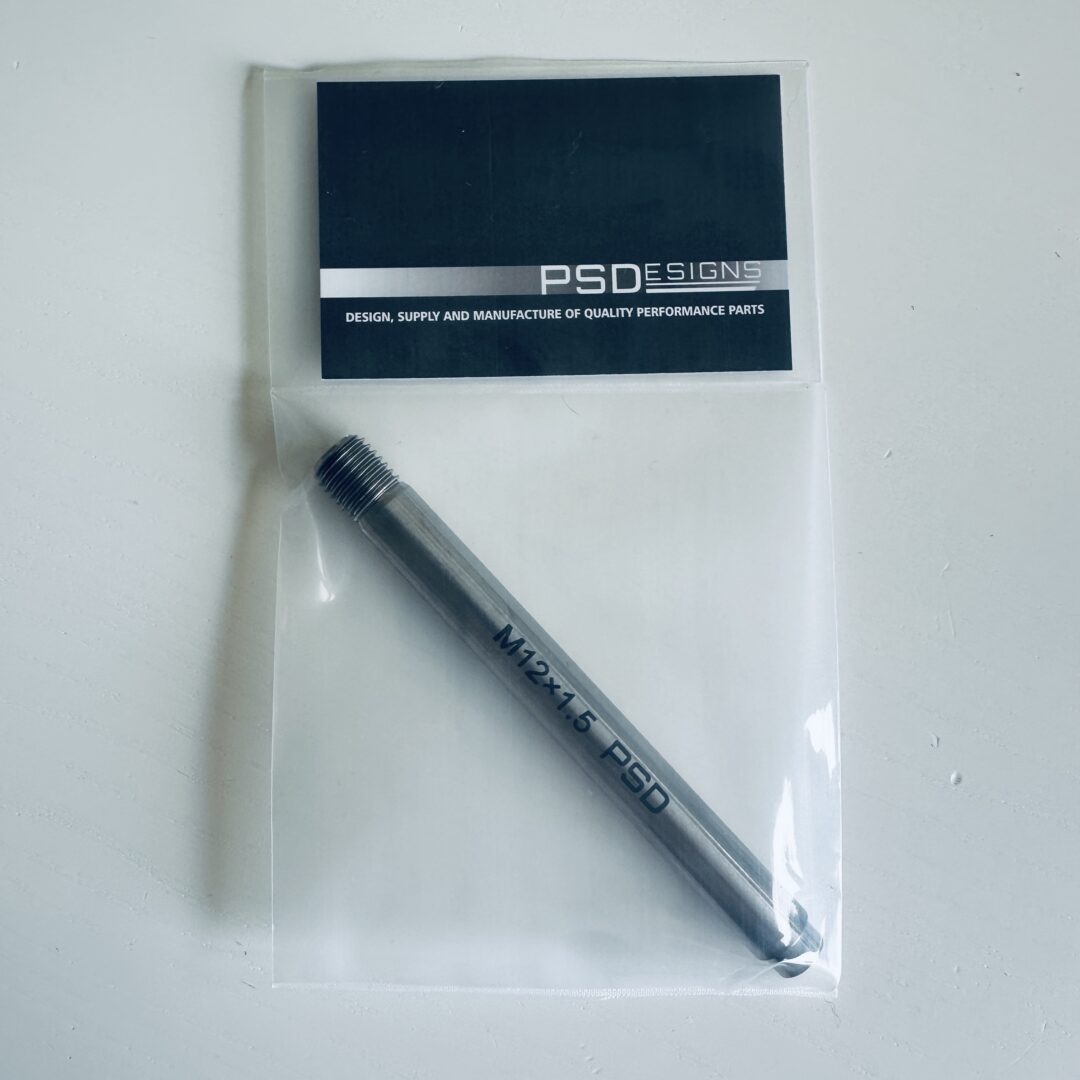 PSDESIGNS
DESIGN, SUPPLY AND MANUFACTURE OF QUALITY PERFORMANCE PARTS
M12×1.5 PSD